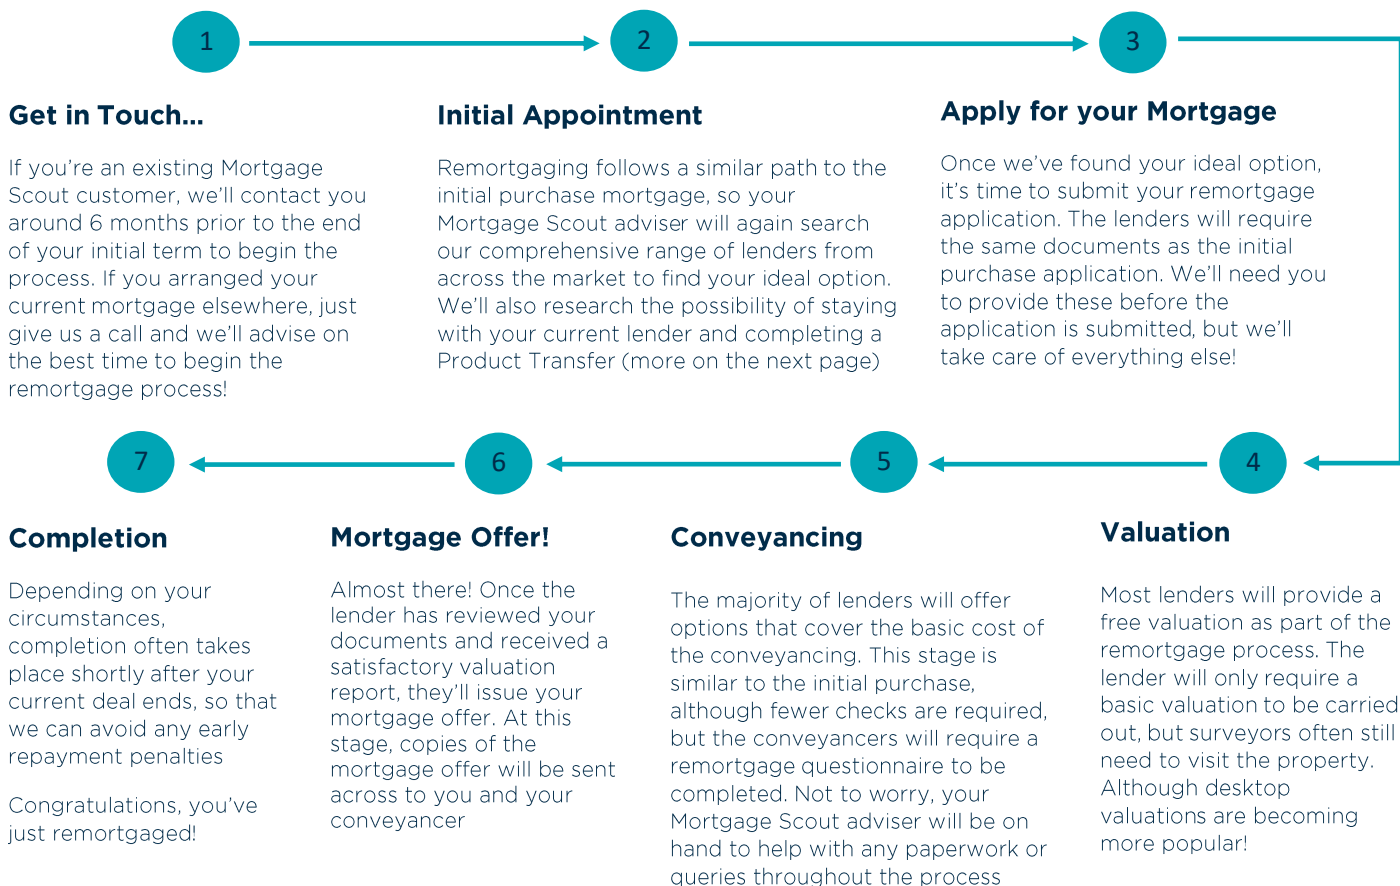 1
2
3
Get in Touch...
If you’re an existing Mortgage
Scout customer, we’ll contact you
around 6 months prior to the end
of your initial term to begin the
process. If you arranged your
current mortgage elsewhere, just
give us a call and we’ll advise on
the best time to begin the
remortgage process!
Initial Appointment
Remortgaging follows a similar path to the
initial purchase mortgage, so your
Mortgage Scout adviser will again search
our comprehensive range of lenders from
across the market to find your ideal option.
We’ll also research the possibility of staying
with your current lender and completing a
Product Transfer (more on the next page)
Apply for your Mortgage
Once we’ve found your ideal option,
it’s time to submit your remortgage
application. The lenders will require
the same documents as the initial
purchase application. We’ll need you
to provide these before the
application is submitted, but we’ll
take care of everything else!
4
Valuation
Most lenders will provide a
free valuation as part of the
remortgage process. The
lender will only require a
basic valuation to be carried
out, but surveyors often still
need to visit the property.
Although desktop
valuations are becoming
more popular!
5
Conveyancing
The majority of lenders will offer
options that cover the basic cost of
the conveyancing. This stage is
similar to the initial purchase,
although fewer checks are required,
but the conveyancers will require a
remortgage questionnaire to be
completed. Not to worry, your
Mortgage Scout adviser will be on
hand to help with any paperwork or
queries throughout the process
6
Mortgage Offer!
Almost there! Once the
lender has reviewed your
documents and received a
satisfactory valuation
report, they’ll issue your
mortgage offer. At this
stage, copies of the
mortgage offer will be sent
across to you and your
conveyancer
7
Completion
Depending on your
circumstances,
completion often takes
place shortly after your
current deal ends, so that
we can avoid any early
repayment penalties
Congratulations, you’ve
just remortgaged!